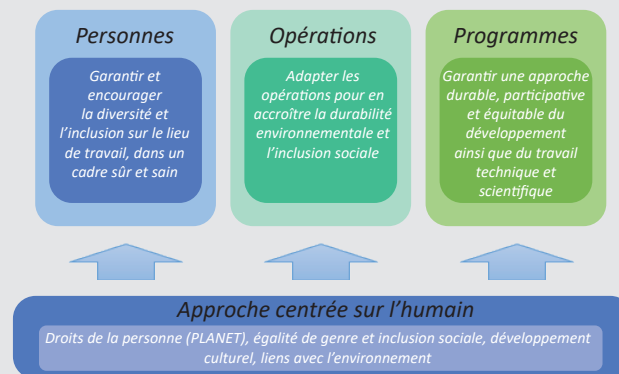 Personnes
Garantir et
encourager
la diversité et
l'inclusion sur le lieu
de travail, dans un
cadre sûr et sain
Opérations
Adapter les
opérations pour en
accroître la durabilité
environnementale et
l'inclusion sociale
Programmes
Garantir une approche
durable, participative
et équitable du
développement
ainsi que du travail
technique et
scientifique
Approche centrée sur l'humain
Droits de la personne (PLANET), égalité de genre et inclusion sociale, développement
culturel, liens avec l'environnement